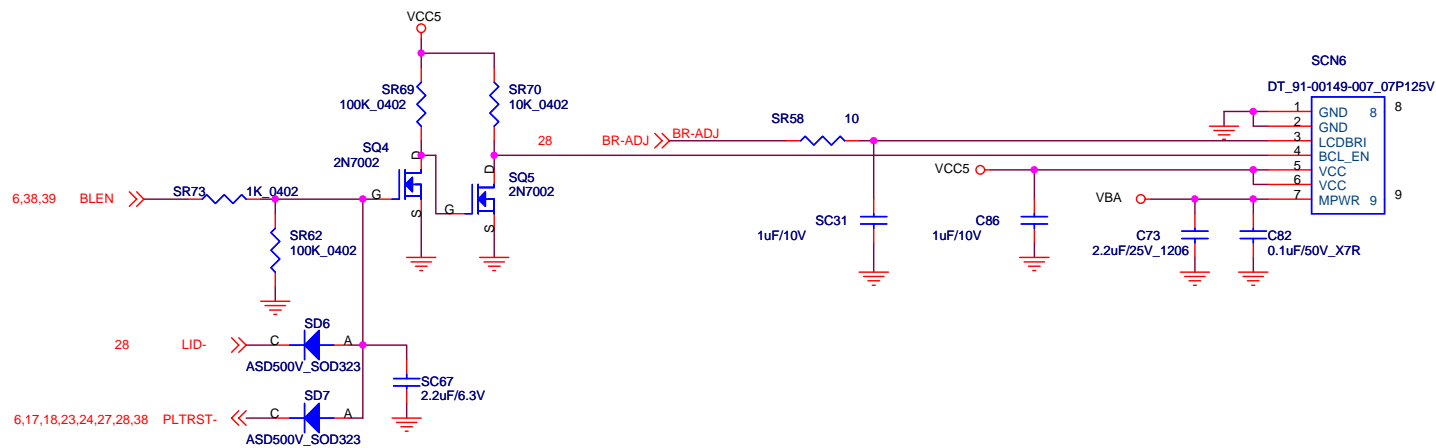 VCC5
SCN6
DT_91-00149-007_07P125V
SR69
100K_0402
SR70
10K_0402
SR58 10
28 BR-ADJ BR-ADJ
1 GND 8 8
2 GND
3 LCDBRI
4 BCL_EN
5 VCC
6 VCC
7 MPWR 9 9
SQ4
2N7002
D
G
S
SQ5
2N7002
D
G
S
VCC5
VBA
6,38,39 BLEN
SR73 1K_0402
SR62
100K_0402
SC31
1uF/10V
C86
1uF/10V
C73
2.2uF/25V_1206
C82
0.1uF/50V_X7R
SD6
28 LID- C A
ASD500V_SOD323
SC67
2.2uF/6.3V
SD7
6,17,18,23,24,27,28,38 PLTRST- C A
ASD500V_SOD323